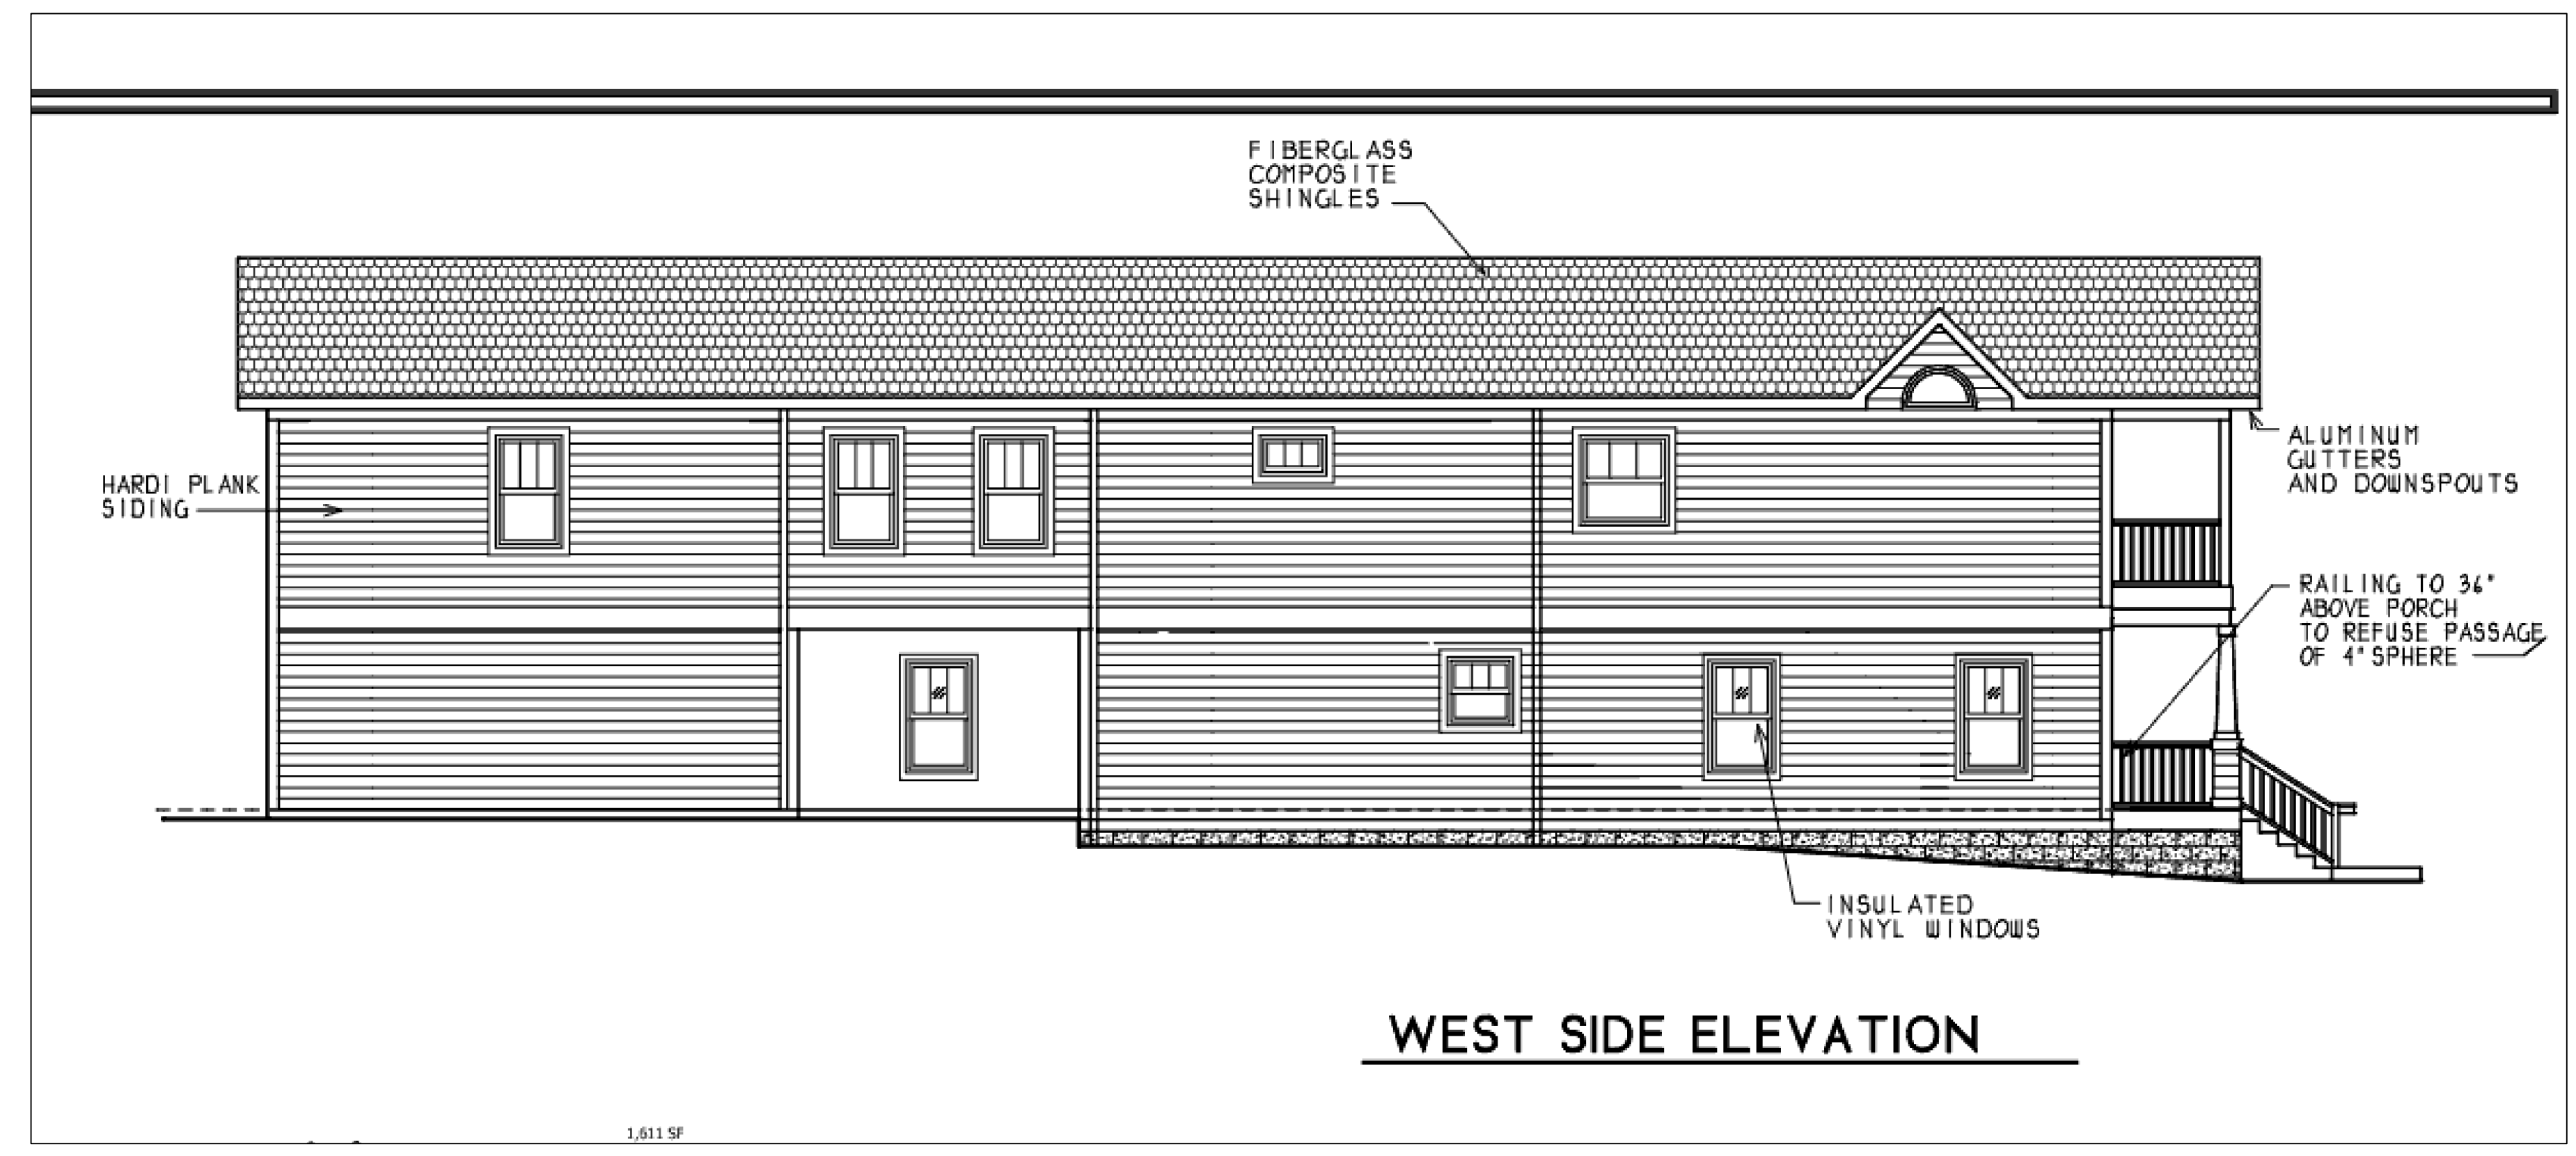 FIBERGLASS
COMPOSITE
SHINGLES
HARDI PLANK
SIDING
ALUMINUM
GUTTERS
AND DOWNSPOUTS
RAILING TO 36"
ABOVE PORCH
TO REFUSE PASSAGE
OF 4" SPHERE
INSULATED
VINYL WINDOWS
WEST SIDE ELEVATION
1,611 SF